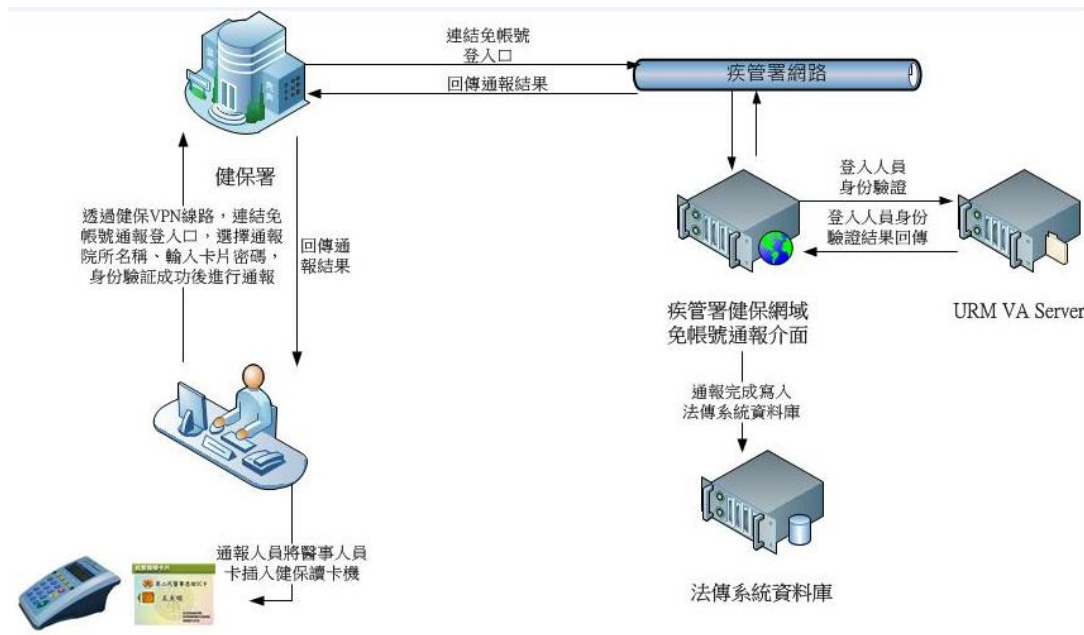 連結免帳號
登入口
回傳通報結果
疾管署網路
健保署
透過健保VPN線路，連結免
帳號通報登入口，選擇通報
院所名稱、輸入卡片密碼，
身份驗証成功後進行通報
回傳通
報結果
登入人員
身份驗證
登入人員身份
驗證結果回傳
疾管署健保網域
免帳號通報介面
URM VA Server
通報完成寫入
法傳系統資料庫
法傳系統資料庫
通報人員將醫事人員
卡插入健保讀卡機